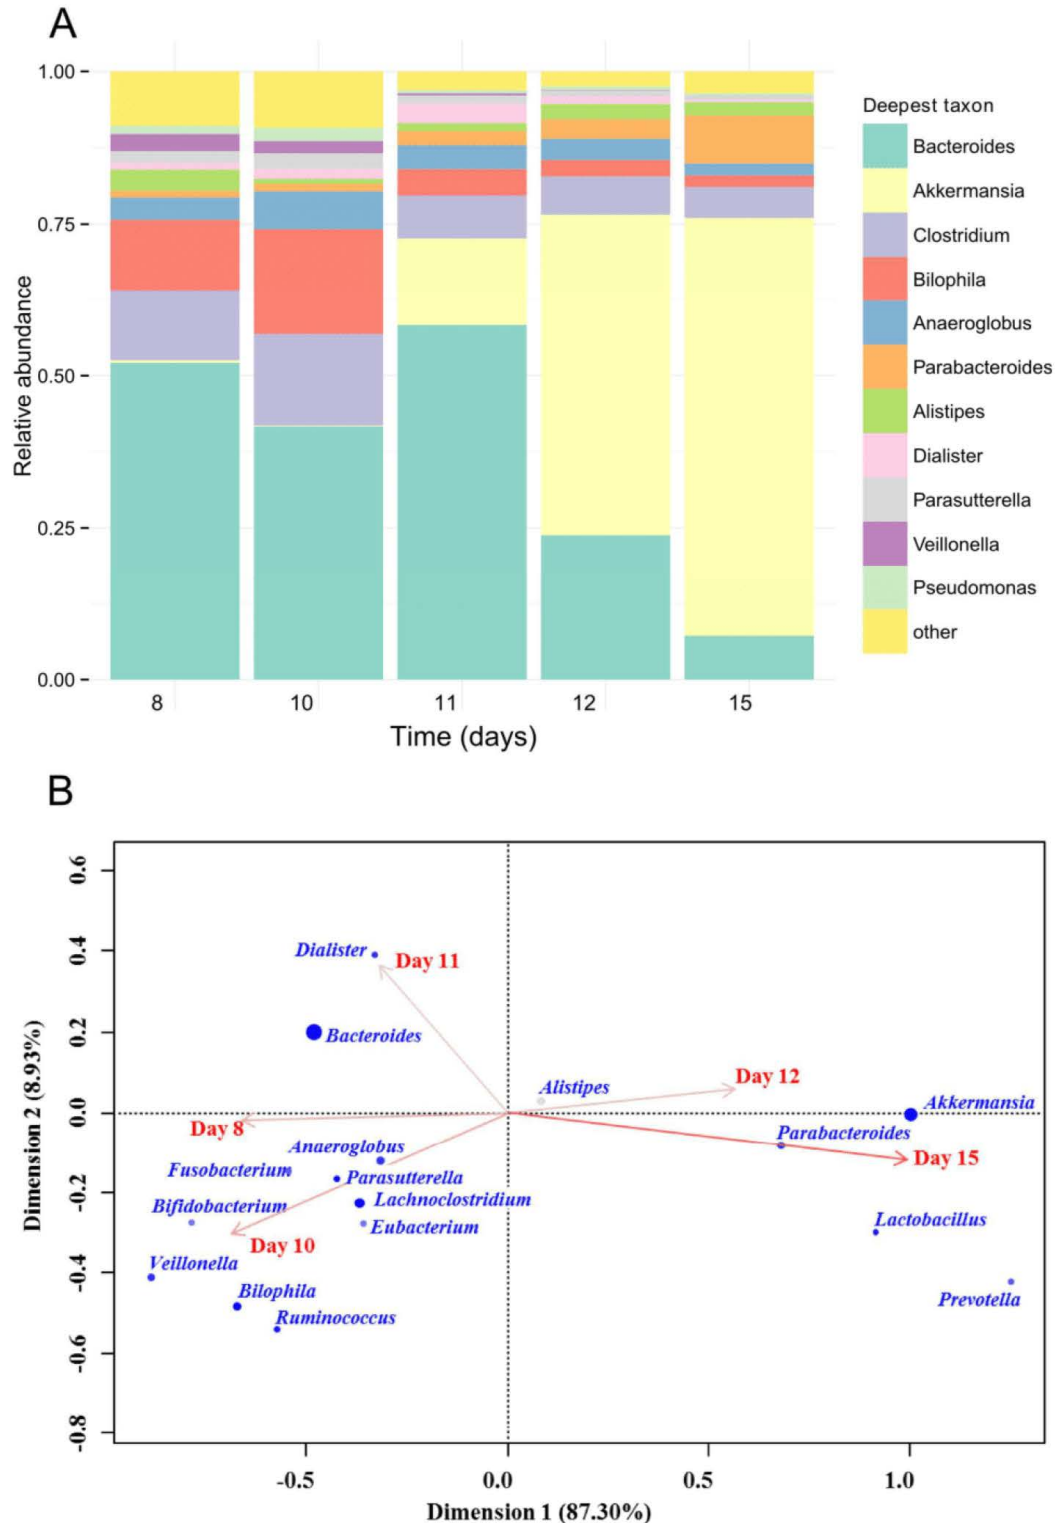 A
1.00
0.75
0.50
0.25
0.00
Relative abundance
8 10 11 12 15
Time (days)
Deepest taxon
Bacteroides
Akkermansia
Clostridium
Bilophila
Anaeroglobus
Parabacteroides
Alistipes
Dialister
Parasutterella
Veillonella
Pseudomonas
other
B
0.6
0.4
0.2
0.0
-0.2
-0.4
-0.6
-0.8
Dimension 2 (8.93%)
Dialister
Day 11
Bacteroides
Day 12
Alistipes
Akkermansia
Day 8
Parabacteroides
Anaeroglobus
Day 15
Fusobacterium
Parasutterella
Lachnoclostridium
Bifidobacterium
Lactobacillus
Eubacterium
Day 10
Veillonella
Bilophila
Prevotella
Ruminococcus
-0.5 0.0 0.5 1.0
Dimension 1 (87.30%)